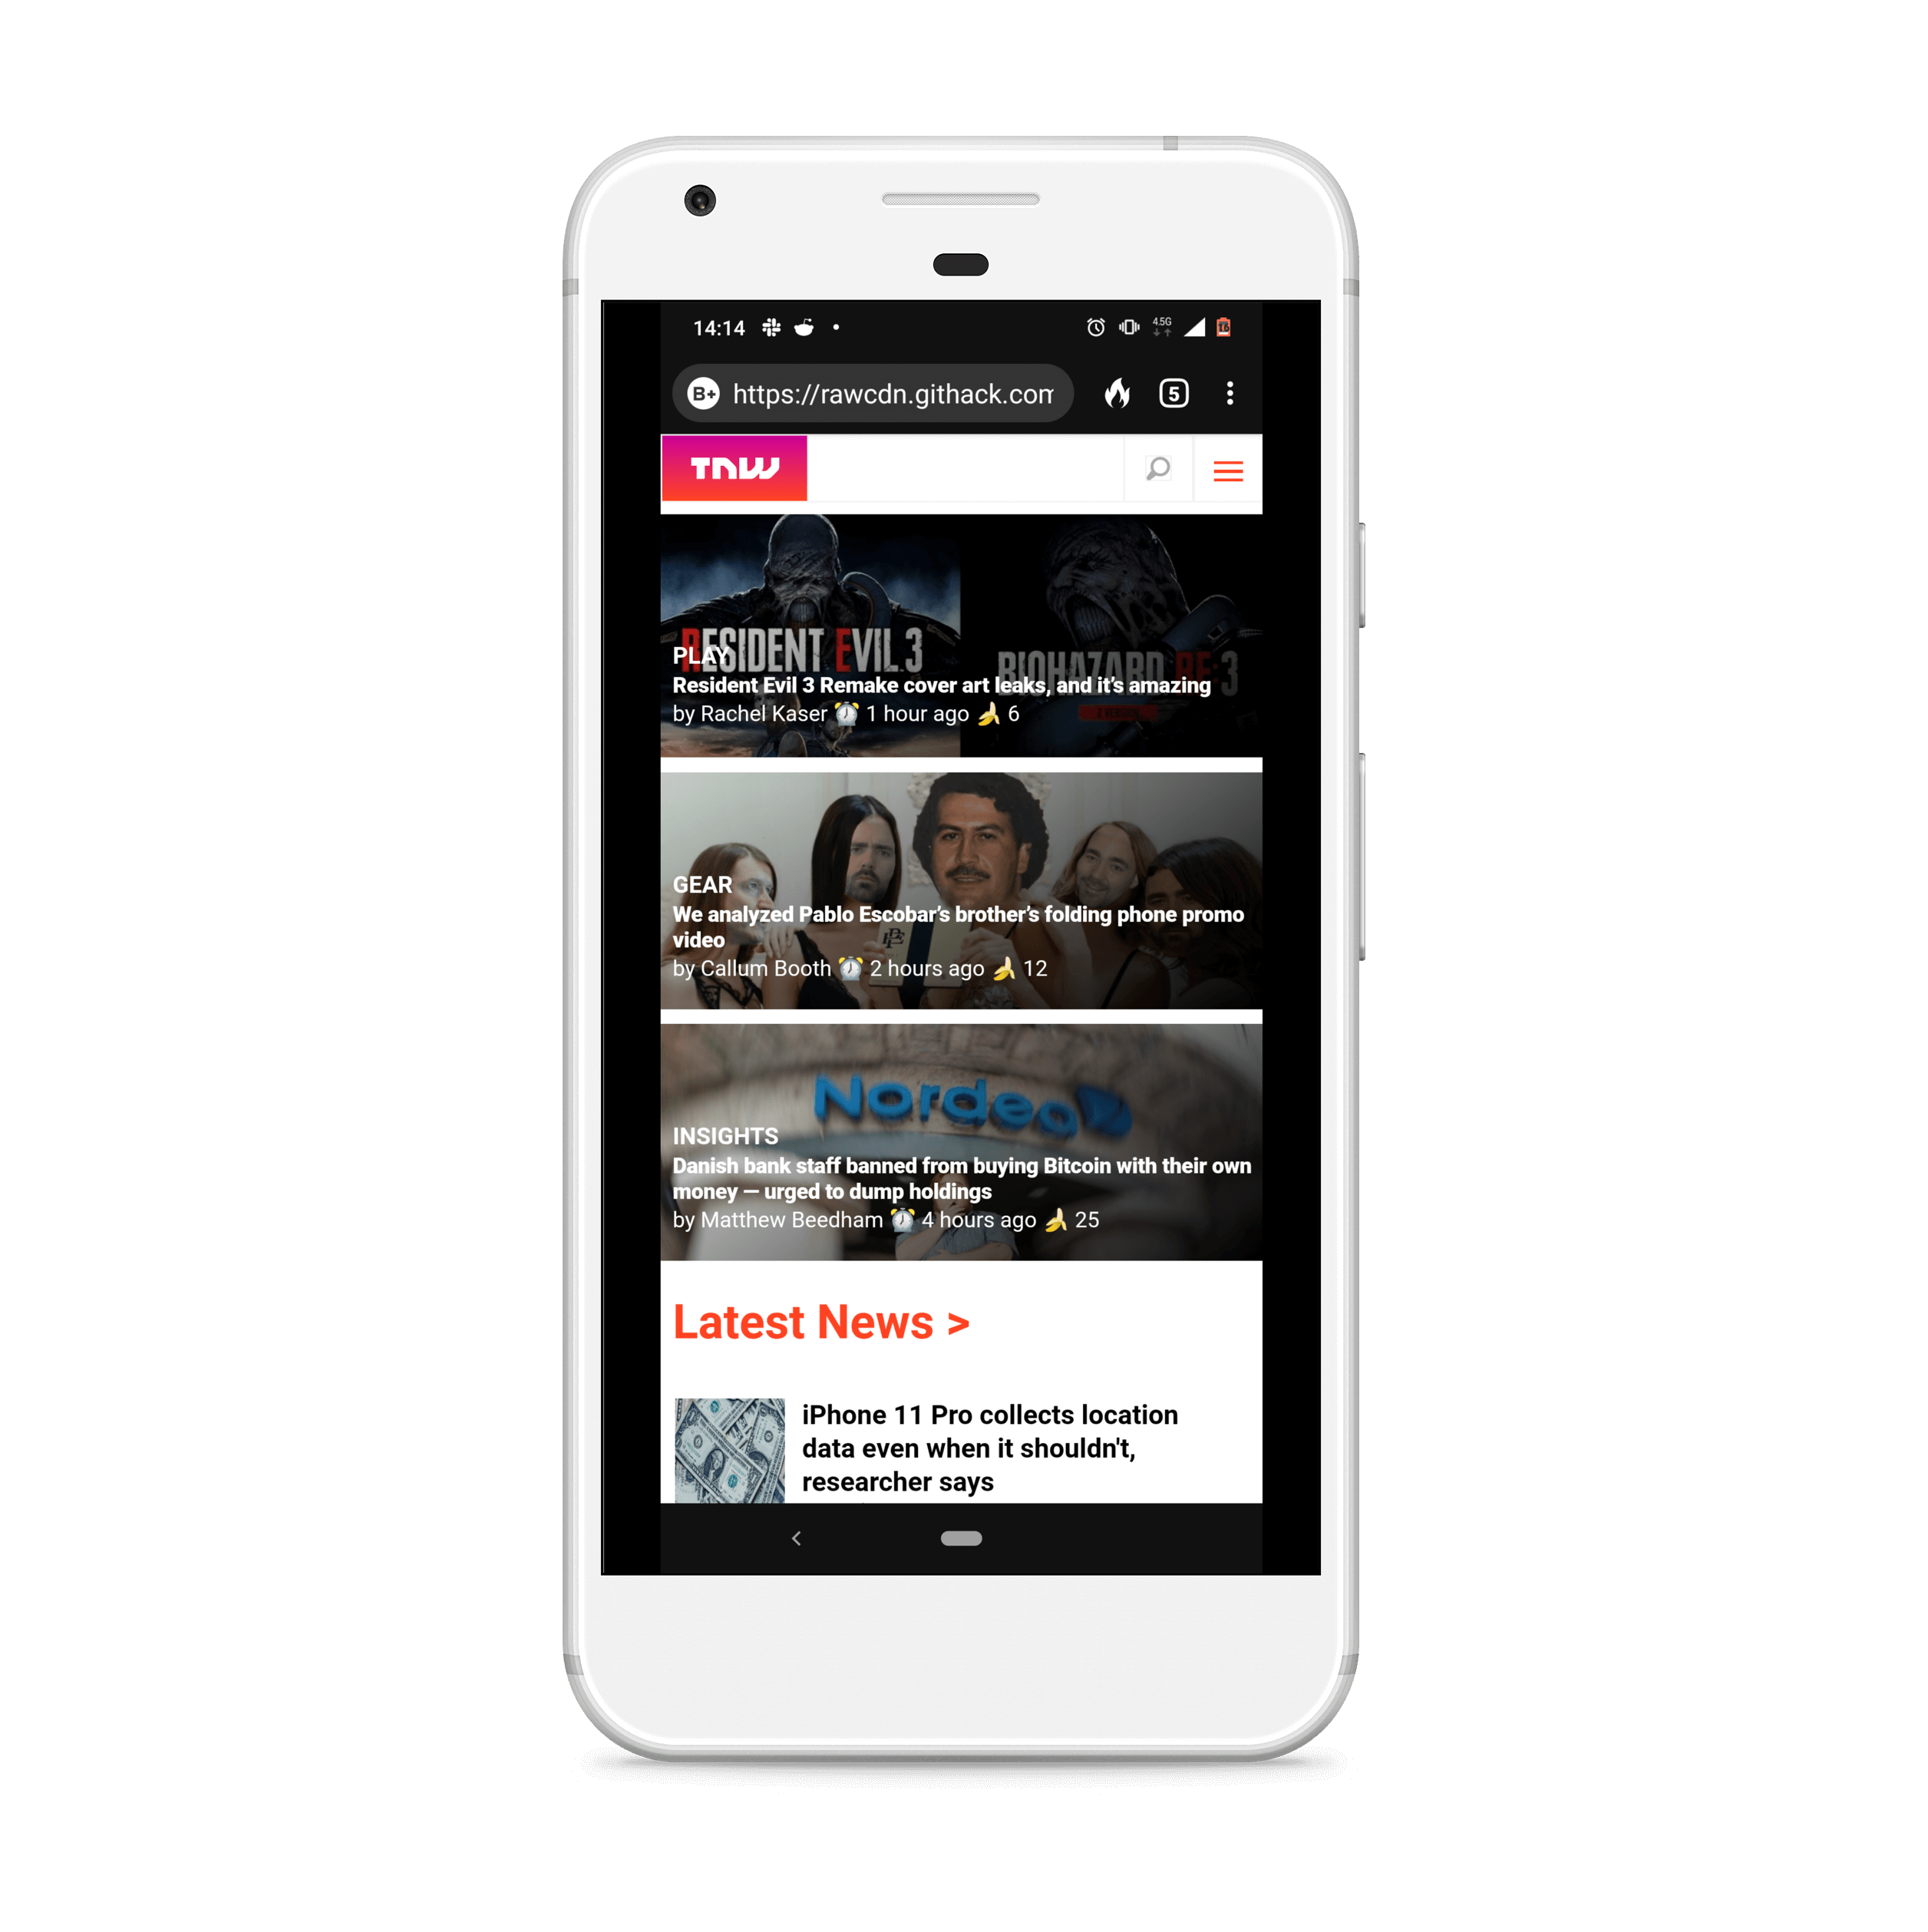 14:14
4.5G
16
B+ https://rawcdn.githack.com
5
TNW
RESIDENT EVIL 3
BIOHAZARD RE:3
Z VERSION
PLAY
Resident Evil 3 Remake cover art leaks, and it’s amazing
by Rachel Kaser ⏰ 1 hour ago 🍌 6
GEAR
We analyzed Pablo Escobar’s brother’s folding phone promo
video
by Callum Booth ⏰ 2 hours ago 🍌 12
Nordea
INSIGHTS
Danish bank staff banned from buying Bitcoin with their own
money — urged to dump holdings
by Matthew Beedham ⏰ 4 hours ago 🍌 25
Latest News >
iPhone 11 Pro collects location
data even when it shouldn't,
researcher says